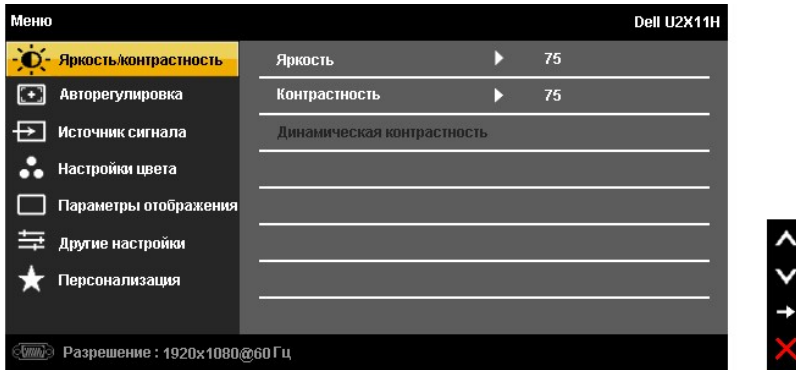 Меню Dell U2X11H
Яркость/контрастность Яркость 75
Авторегулировка Контрастность 75
Источник сигнала Динамическая контрастность
Настройки цвета
Параметры отображения
Другие настройки
Персонализация
Разрешение : 1920x1080@60 Гц